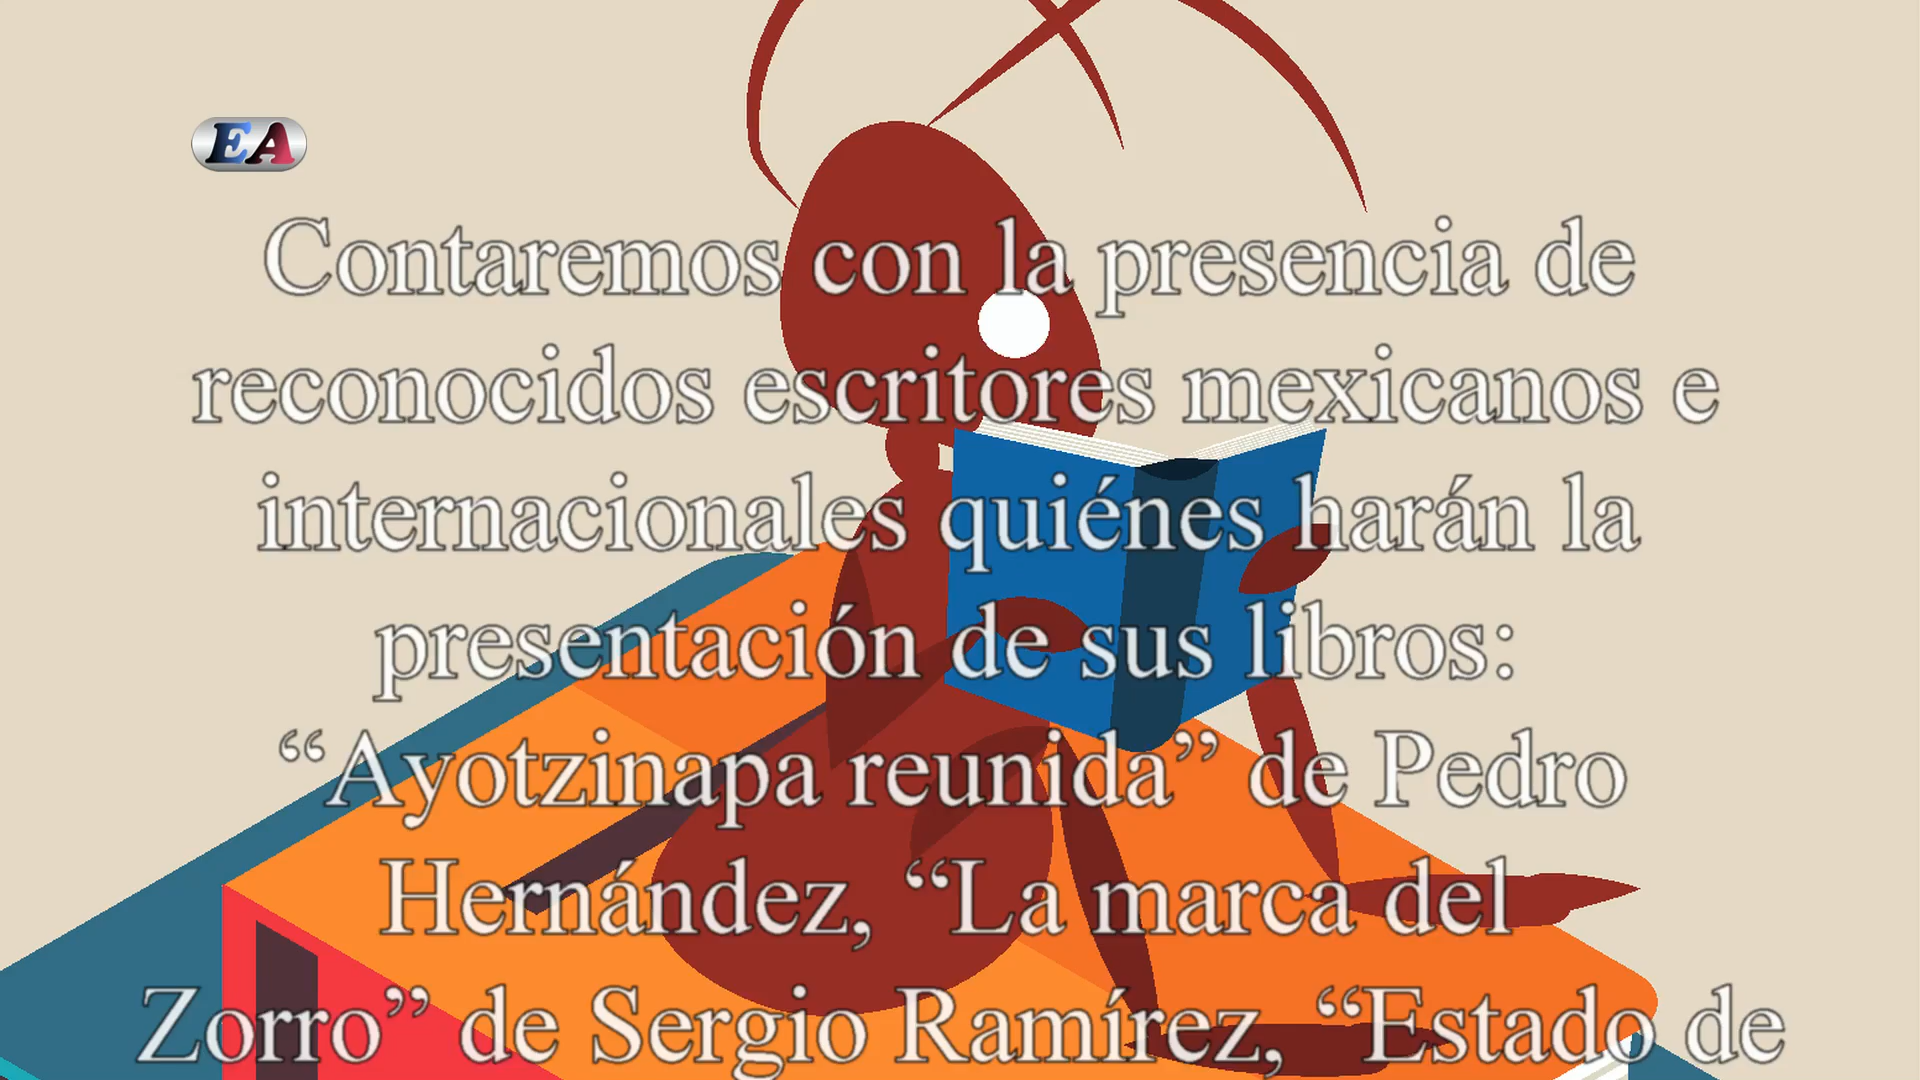 EA
Contaremos con la presencia de
reconocidos escritores mexicanos e
internacionales quiénes harán la
presentación de sus libros:
“Ayotzinapa reunida” de Pedro
Hernández, “La marca del
Zorro” de Sergio Ramírez, “Estado de